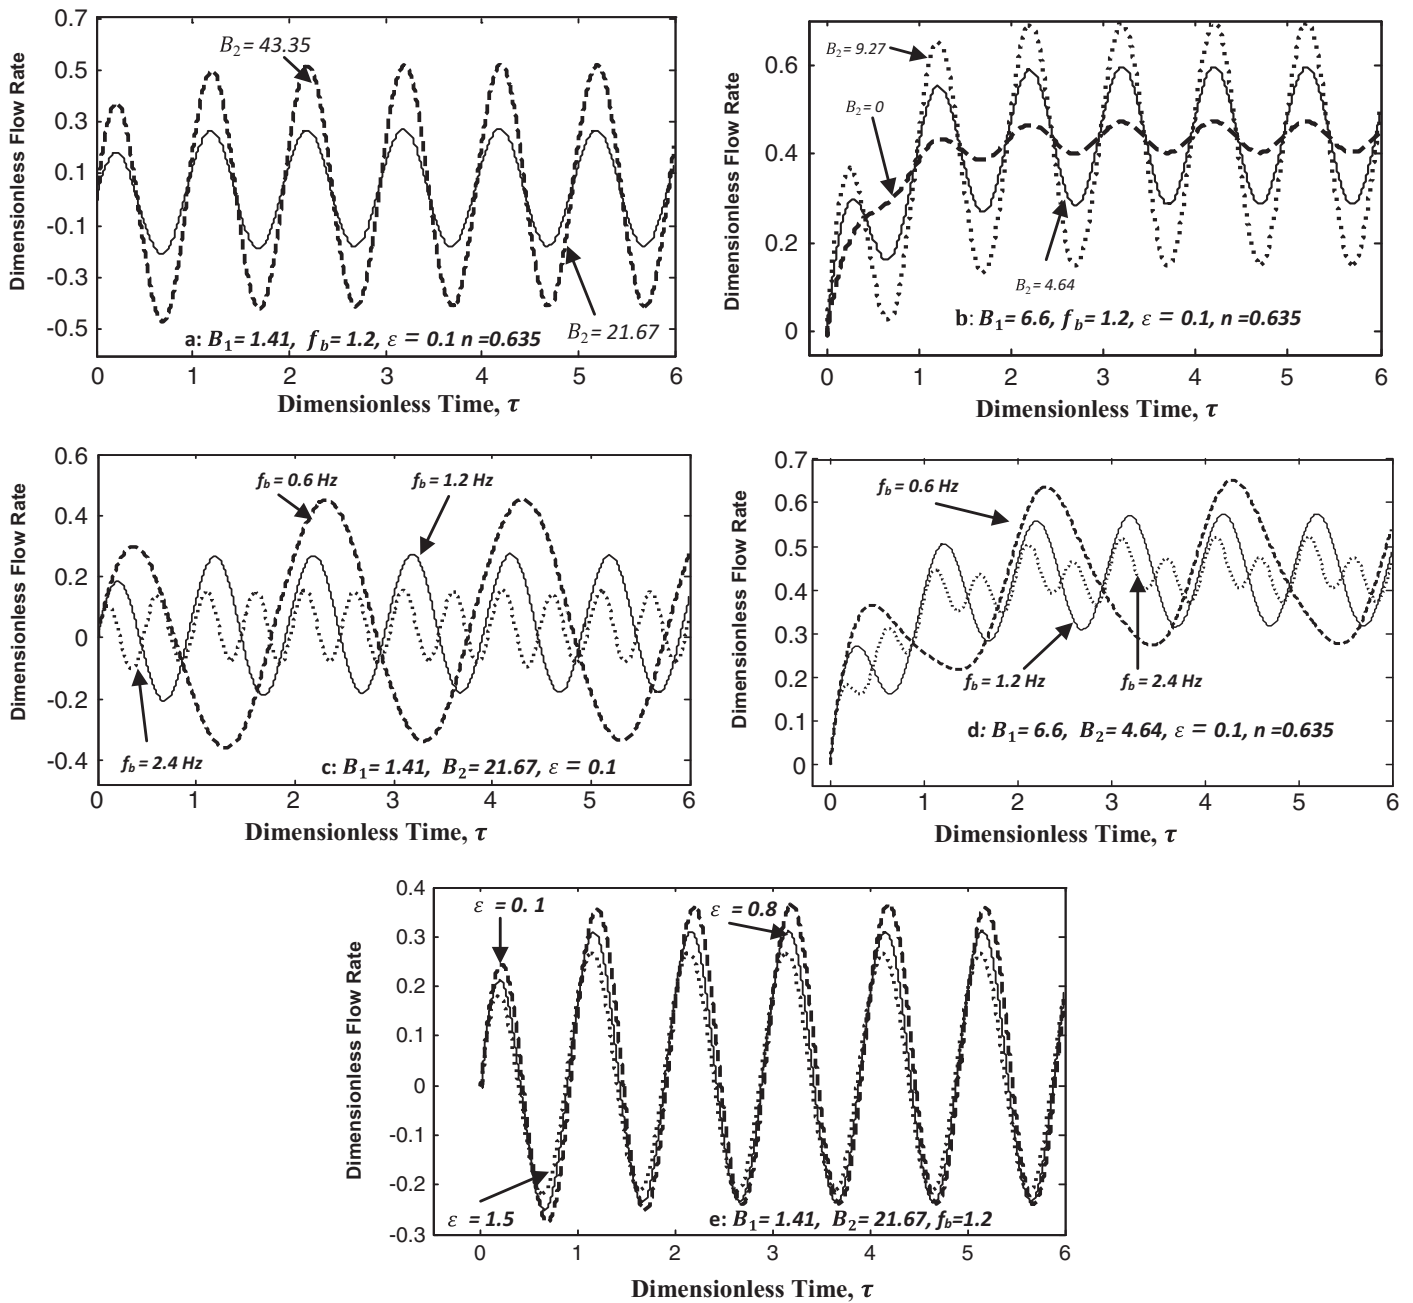 0.7
0.5
0.3
0.1
-0.1
-0.3
-0.5
Dimensionless Flow Rate
B₂= 43.35
B₂= 21.67
a: B₁= 1.41, f_b= 1.2, ε = 0.1 n =0.635
0 1 2 3 4 5 6
Dimensionless Time, τ
0.6
0.4
0.2
0
Dimensionless Flow Rate
B₂= 9.27
B₂= 0
B₂= 4.64
b: B₁= 6.6, f_b= 1.2, ε = 0.1, n =0.635
0 1 2 3 4 5 6
Dimensionless Time, τ
0.6
0.4
0.2
0
-0.2
-0.4
Dimensionless Flow Rate
f_b= 0.6 Hz
f_b= 1.2 Hz
f_b= 2.4 Hz
c: B₁= 1.41, B₂= 21.67, ε = 0.1
0 1 2 3 4 5 6
Dimensionless Time, τ
0.7
0.6
0.5
0.4
0.3
0.2
0.1
0
Dimensionless Flow Rate
f_b= 0.6 Hz
f_b= 1.2 Hz
f_b= 2.4 Hz
d: B₁= 6.6, B₂= 4.64, ε = 0.1, n=0.635
0 1 2 3 4 5 6
Dimensionless Time, τ
0.4
0.3
0.2
0.1
0
-0.1
-0.2
-0.3
Dimensionless Flow Rate
ε =0. 1
ε =0.8
ε =1.5
e: B₁= 1.41, B₂= 21.67, f_b=1.2
0 1 2 3 4 5 6
Dimensionless Time, τ